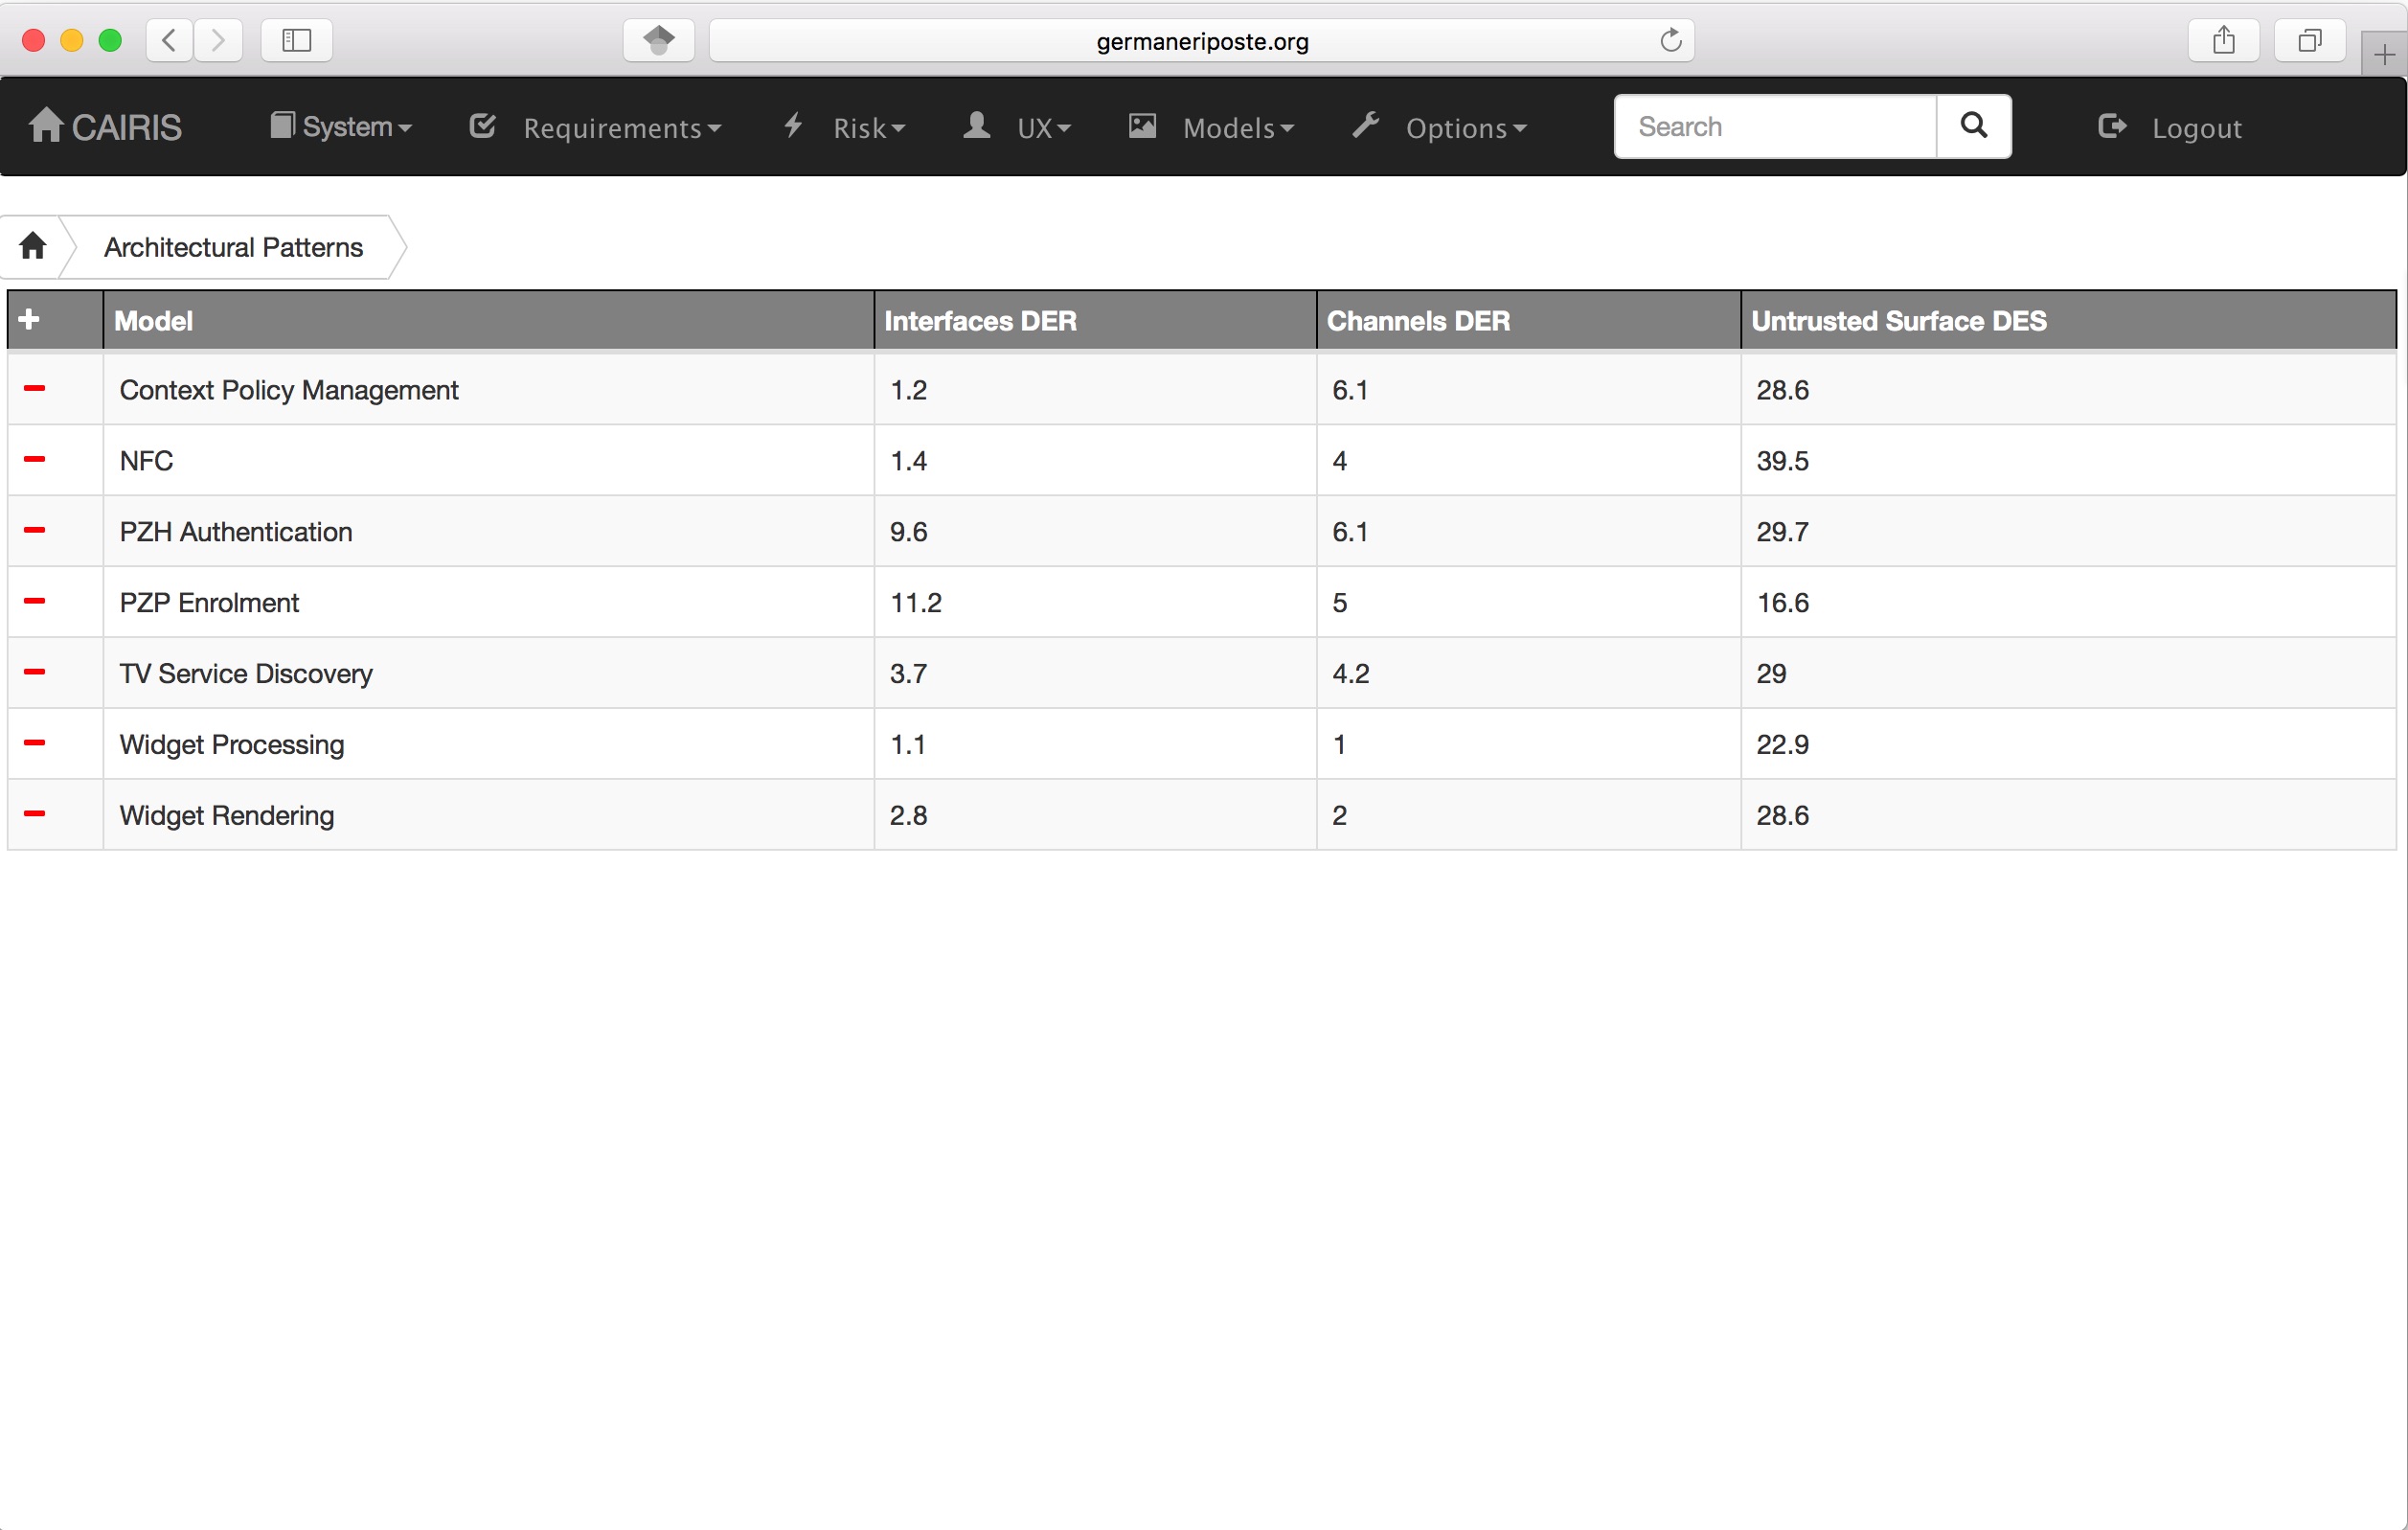 germaneriposte.org
CAIRIS System Requirements Risk UX Models Options Search Logout
Architectural Patterns
Model Interfaces DER Channels DER Untrusted Surface DES
Context Policy Management 1.2 6.1 28.6
NFC 1.4 4 39.5
PZH Authentication 9.6 6.1 29.7
PZP Enrolment 11.2 5 16.6
TV Service Discovery 3.7 4.2 29
Widget Processing 1.1 1 22.9
Widget Rendering 2.8 2 28.6